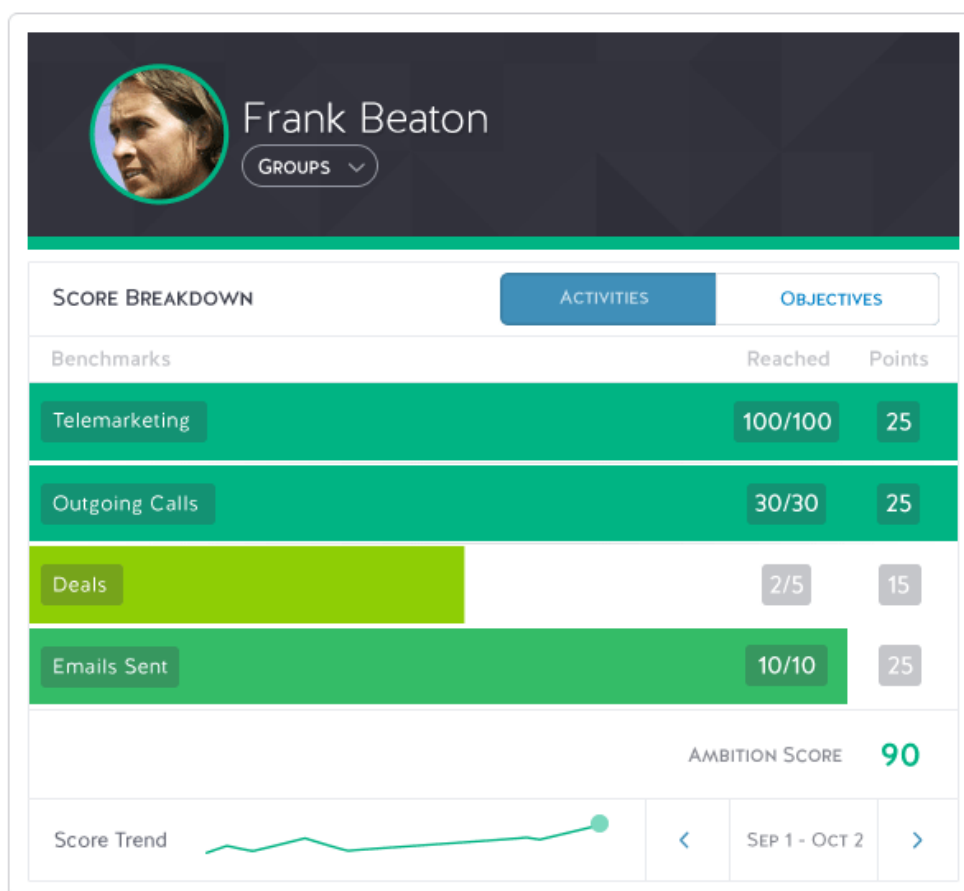 Frank Beaton
Groups
Score Breakdown Activities Objectives
Benchmarks Reached Points
Telemarketing 100/100 25
Outgoing Calls 30/30 25
Deals 2/5 15
Emails Sent 10/10 25
Ambition Score 90
Score Trend Sep 1 - Oct 2